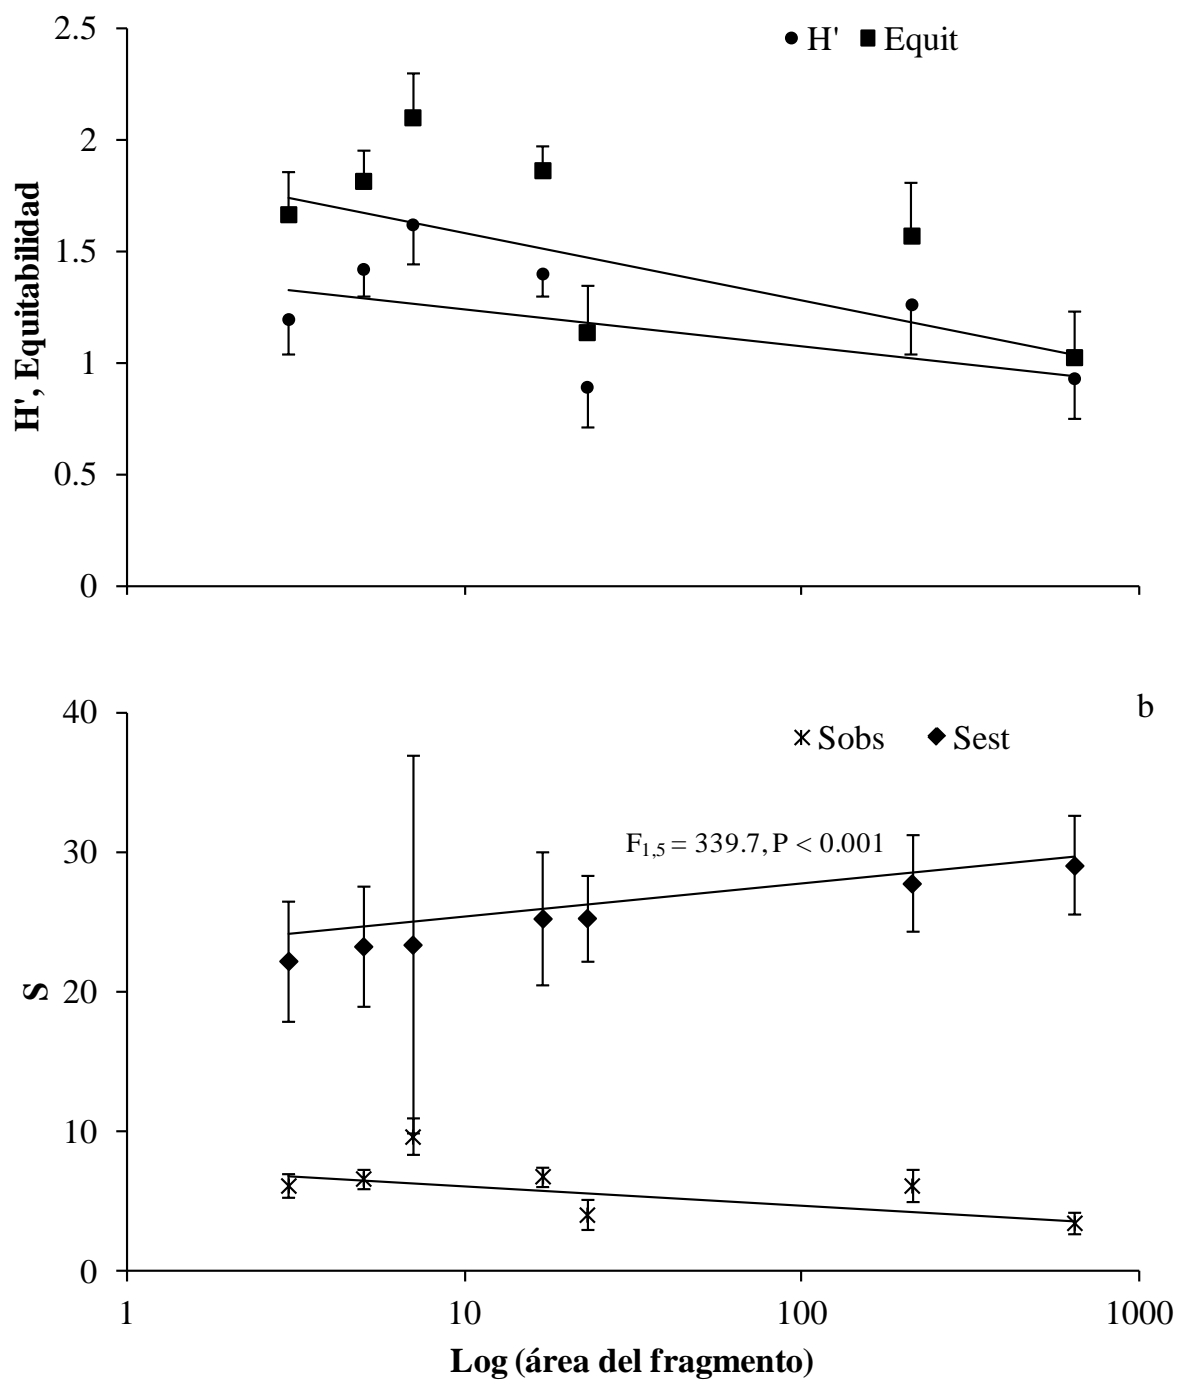 2.5
H' Equit
2
1.5
1
0.5
0
H', Equitabilidad
b
40
Sobs Sest
30
F1,5 = 339.7, P < 0.001
20
10
0
S
1 10 100 1000
Log (área del fragmento)